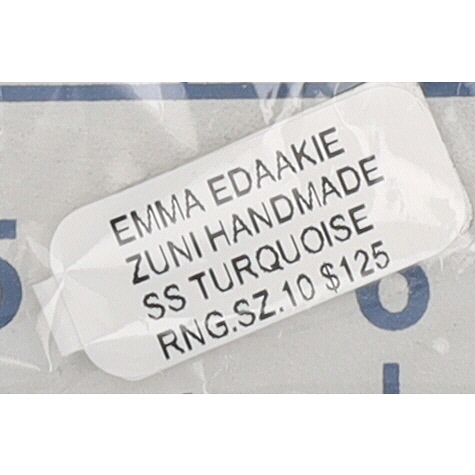 EMMA EDAAKIE
ZUNI HANDMADE
SS TURQUOISE
RNG.SZ.10 $125